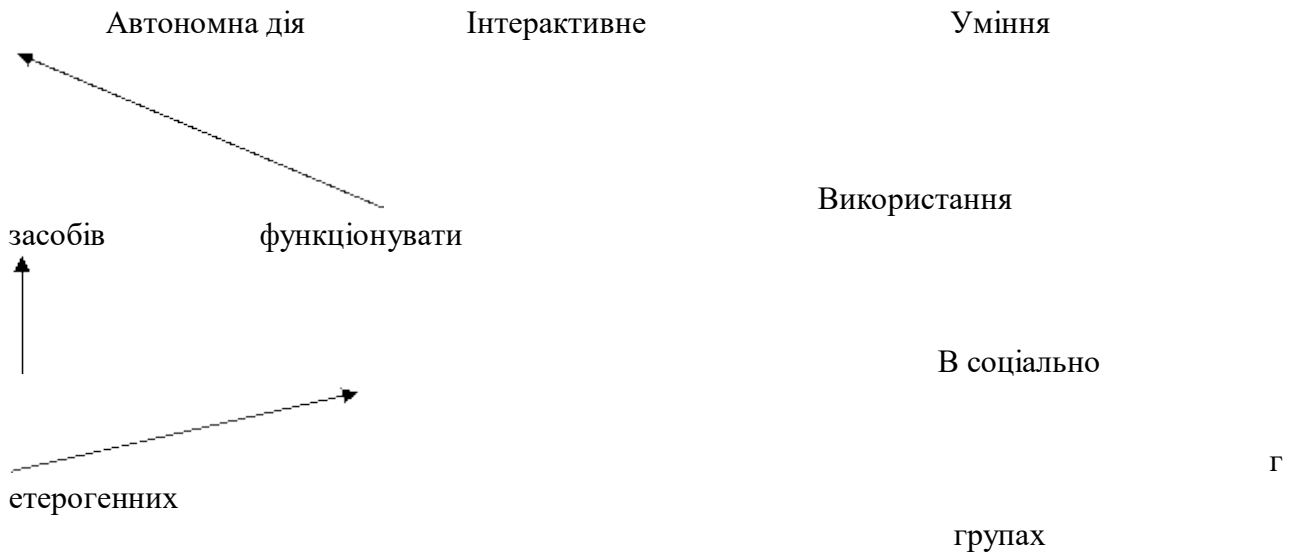 Автономна дія Інтерактивне Уміння
Використання
засобів функціонувати
В соціально
г
етерогенних
групах